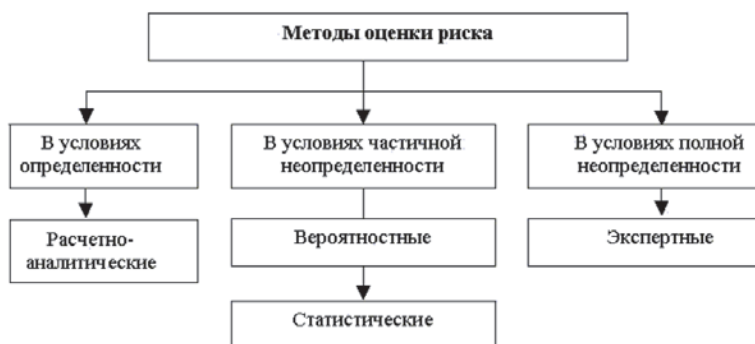 Методы оценки риска
В условиях
определенности
В условиях частичной
неопределенности
В условиях полной
неопределенности
Расчетно-
аналитические
Вероятностные
Экспертные
Статистические